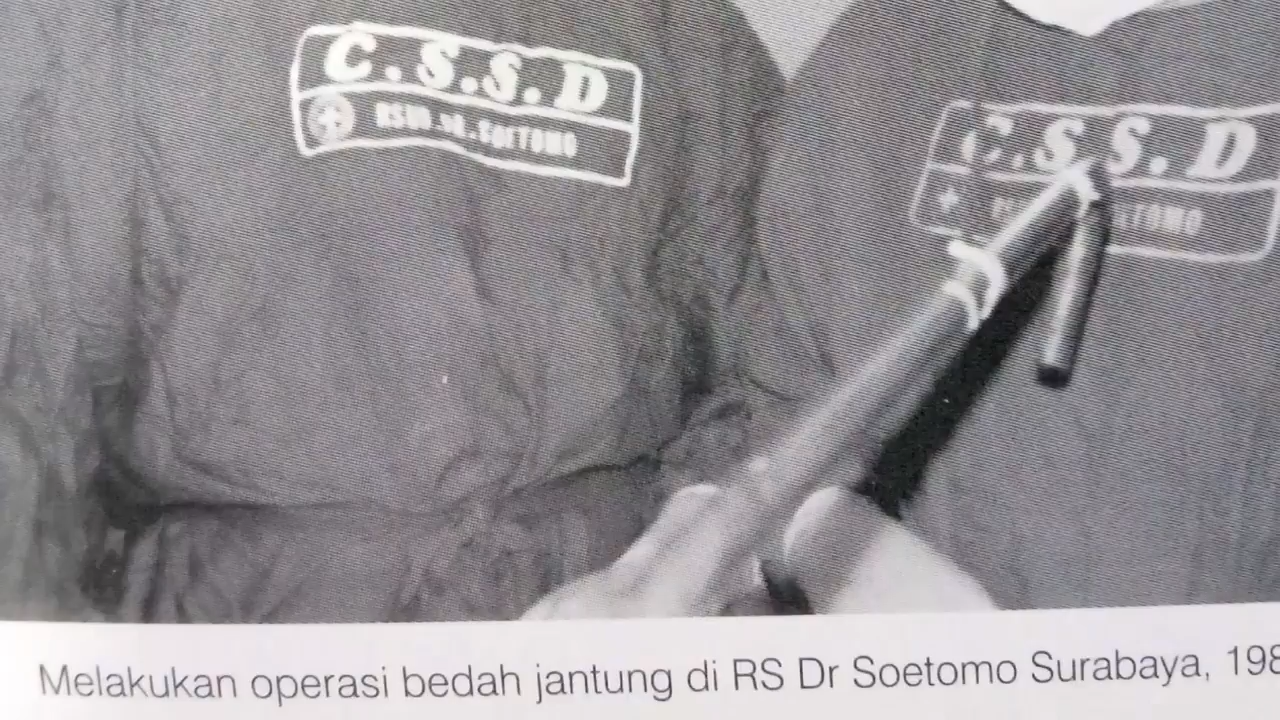 C.S.S.D
RSUD.dR.SOETOMO
C.S.S.D
Melakukan operasi bedah jantung di RS Dr Soetomo Surabaya, 198